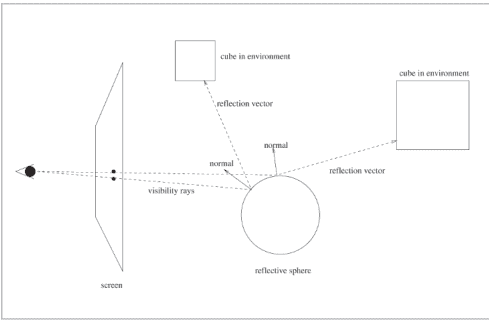 cube in environment
cube in environment
reflection vector
normal
normal
reflection vector
visibility rays
reflective sphere
screen